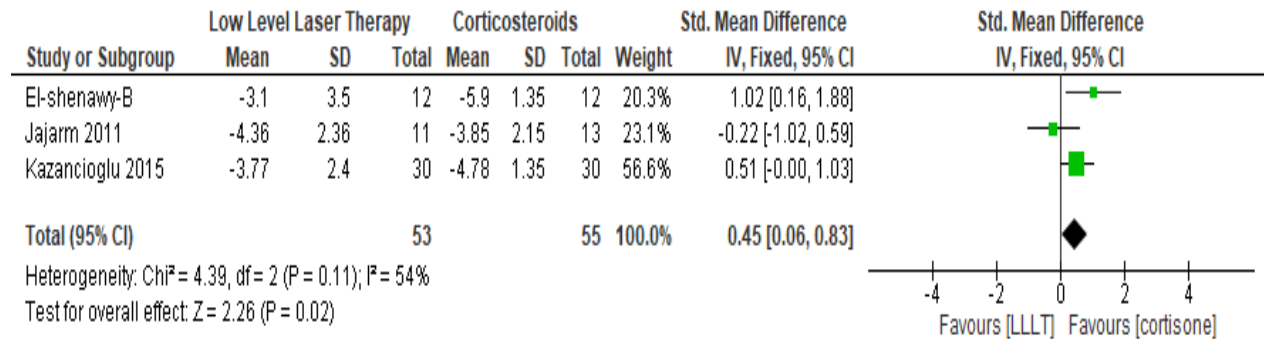 Low Level Laser Therapy Corticosteroids Std. Mean Difference Std. Mean Difference
Study or Subgroup Mean SD Total Mean SD Total Weight IV, Fixed, 95% CI IV, Fixed, 95% CI
El-shenawy-B -3.1 3.5 12 -5.9 1.35 12 20.3% 1.02 [0.16, 1.88]
Jajarm 2011 -4.36 2.36 11 -3.85 2.15 13 23.1% -0.22 [-1.02, 0.59]
Kazancioglu 2015 -3.77 2.4 30 -4.78 1.35 30 56.6% 0.51 [-0.00, 1.03]
Total (95% CI) 53 55 100.0% 0.45 [0.06, 0.83]
Heterogeneity: Chi² = 4.39, df = 2 (P = 0.11); I² = 54%
Test for overall effect: Z = 2.26 (P = 0.02)
-4 -2 0 2 4
Favours [LLLT] Favours [cortisone]